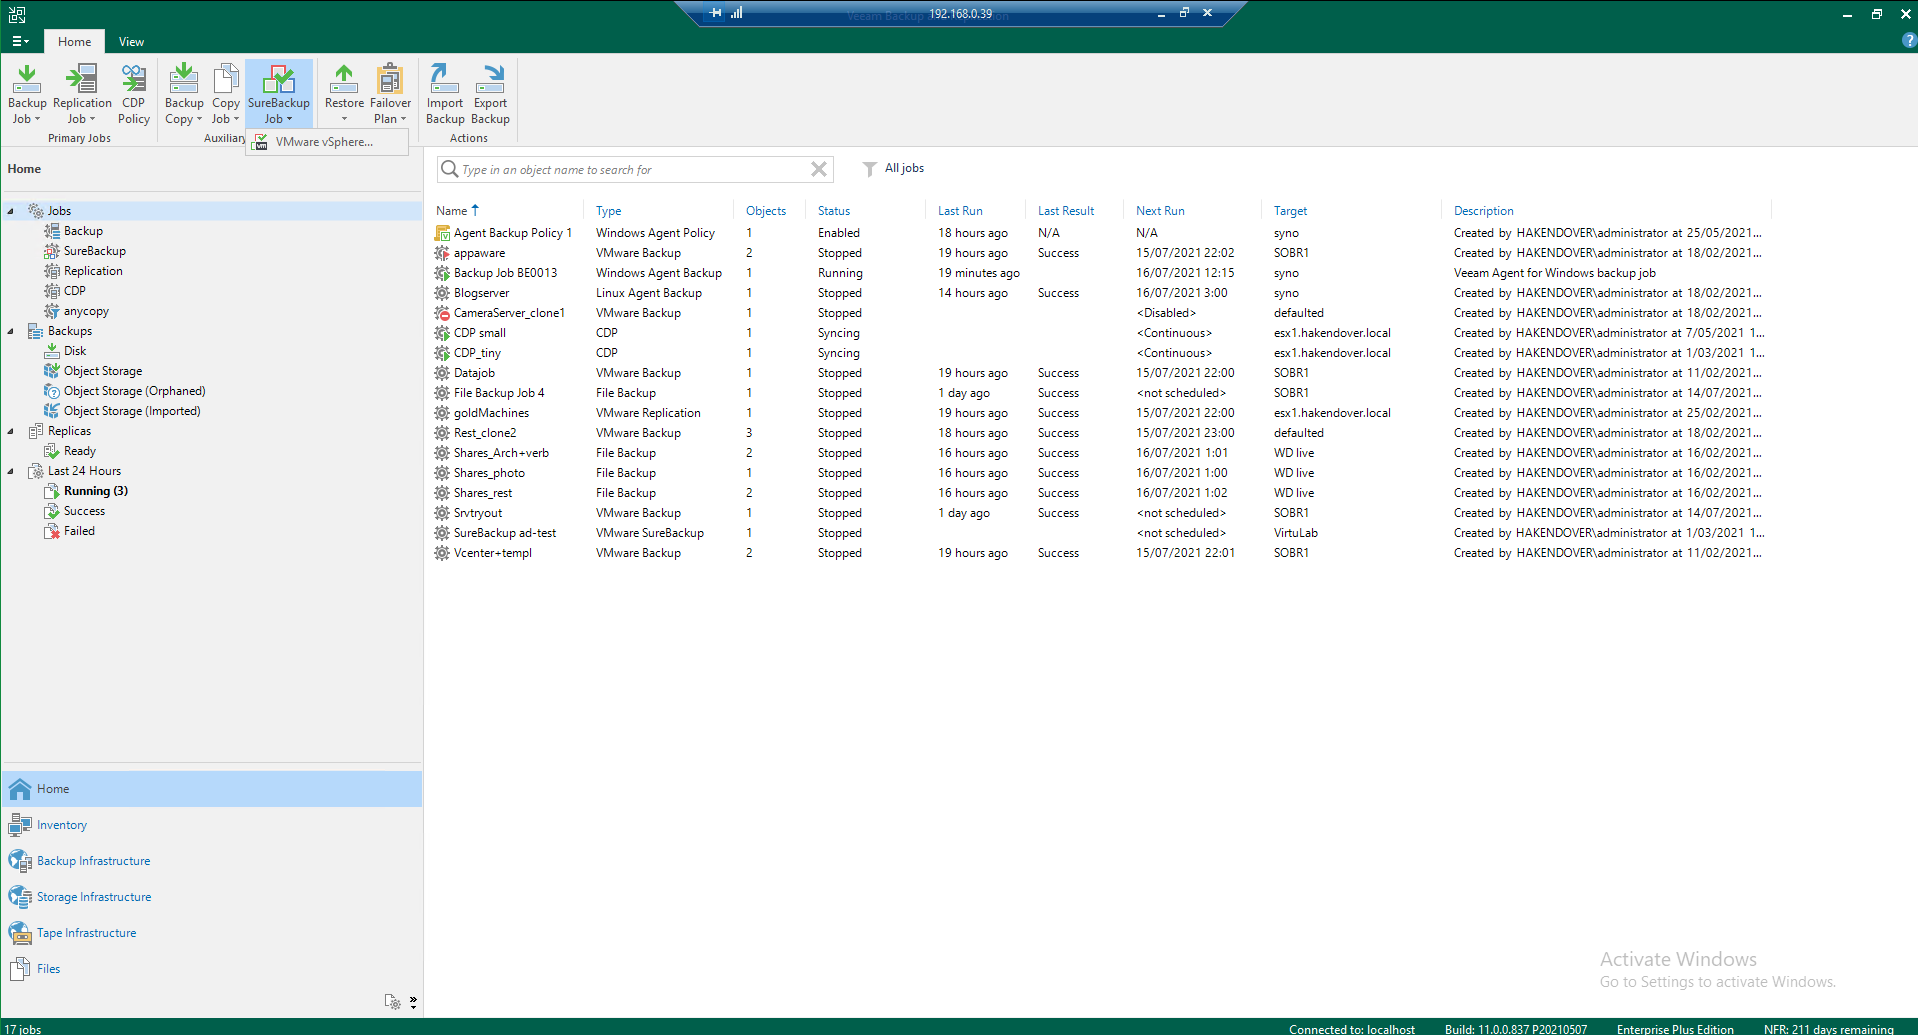 192.168.0.39
Home View
Backup Job Replication Job CDP Policy
Primary Jobs
Backup Copy Copy Job SureBackup Job
Auxiliary
VMware vSphere...
Restore Failover Plan
Import Backup Export Backup
Actions
Home
Jobs
Backup
SureBackup
Replication
CDP
anycopy
Backups
Disk
Object Storage
Object Storage (Orphaned)
Object Storage (Imported)
Replicas
Ready
Last 24 Hours
Running (3)
Success
Failed
Home
Inventory
Backup Infrastructure
Storage Infrastructure
Tape Infrastructure
Files
Type in an object name to search for All jobs
Name Type Objects Status Last Run Last Result Next Run Target Description
Agent Backup Policy 1 Windows Agent Policy 1 Enabled 18 hours ago N/A N/A syno Created by HAKENDOVER\administrator at 25/05/2021...
appaware VMware Backup 2 Stopped 19 hours ago Success 15/07/2021 22:02 SOBR1 Created by HAKENDOVER\administrator at 18/02/2021...
Backup Job BE0013 Windows Agent Backup 1 Running 19 minutes ago 16/07/2021 12:15 syno Veeam Agent for Windows backup job
Blogserver Linux Agent Backup 1 Stopped 14 hours ago Success 16/07/2021 3:00 syno Created by HAKENDOVER\administrator at 18/02/2021...
CameraServer_clone1 VMware Backup 1 Stopped <Disabled> defaulted Created by HAKENDOVER\administrator at 18/02/2021...
CDP small CDP 1 Syncing <Continuous> esx1.hakendover.local Created by HAKENDOVER\administrator at 7/05/2021 1...
CDP_tiny CDP 1 Syncing <Continuous> esx1.hakendover.local Created by HAKENDOVER\administrator at 1/03/2021 1...
Datajob VMware Backup 1 Stopped 19 hours ago Success 15/07/2021 22:00 SOBR1 Created by HAKENDOVER\administrator at 11/02/2021...
File Backup Job 4 File Backup 1 Stopped 1 day ago Success <not scheduled> SOBR1 Created by HAKENDOVER\administrator at 14/07/2021...
goldMachines VMware Replication 1 Stopped 19 hours ago Success 15/07/2021 22:00 esx1.hakendover.local Created by HAKENDOVER\administrator at 25/02/2021...
Rest_clone2 VMware Backup 3 Stopped 18 hours ago Success 15/07/2021 23:00 defaulted Created by HAKENDOVER\administrator at 18/02/2021...
Shares_Arch+verb File Backup 2 Stopped 16 hours ago Success 16/07/2021 1:01 WD live Created by HAKENDOVER\administrator at 16/02/2021...
Shares_photo File Backup 1 Stopped 16 hours ago Success 16/07/2021 1:00 WD live Created by HAKENDOVER\administrator at 16/02/2021...
Shares_rest File Backup 2 Stopped 16 hours ago Success 16/07/2021 1:02 WD live Created by HAKENDOVER\administrator at 16/02/2021...
Srvtryout VMware Backup 1 Stopped 1 day ago Success <not scheduled> SOBR1 Created by HAKENDOVER\administrator at 14/07/2021...
SureBackup ad-test VMware SureBackup 1 Stopped <not scheduled> VirtuLab Created by HAKENDOVER\administrator at 1/03/2021 1...
Vcenter+templ VMware Backup 2 Stopped 19 hours ago Success 15/07/2021 22:01 SOBR1 Created by HAKENDOVER\administrator at 11/02/2021...
Activate Windows
Go to Settings to activate Windows.
17 jobs Connected to: localhost Build: 11.0.0.837 P20210507 Enterprise Plus Edition NFR: 211 days remaining